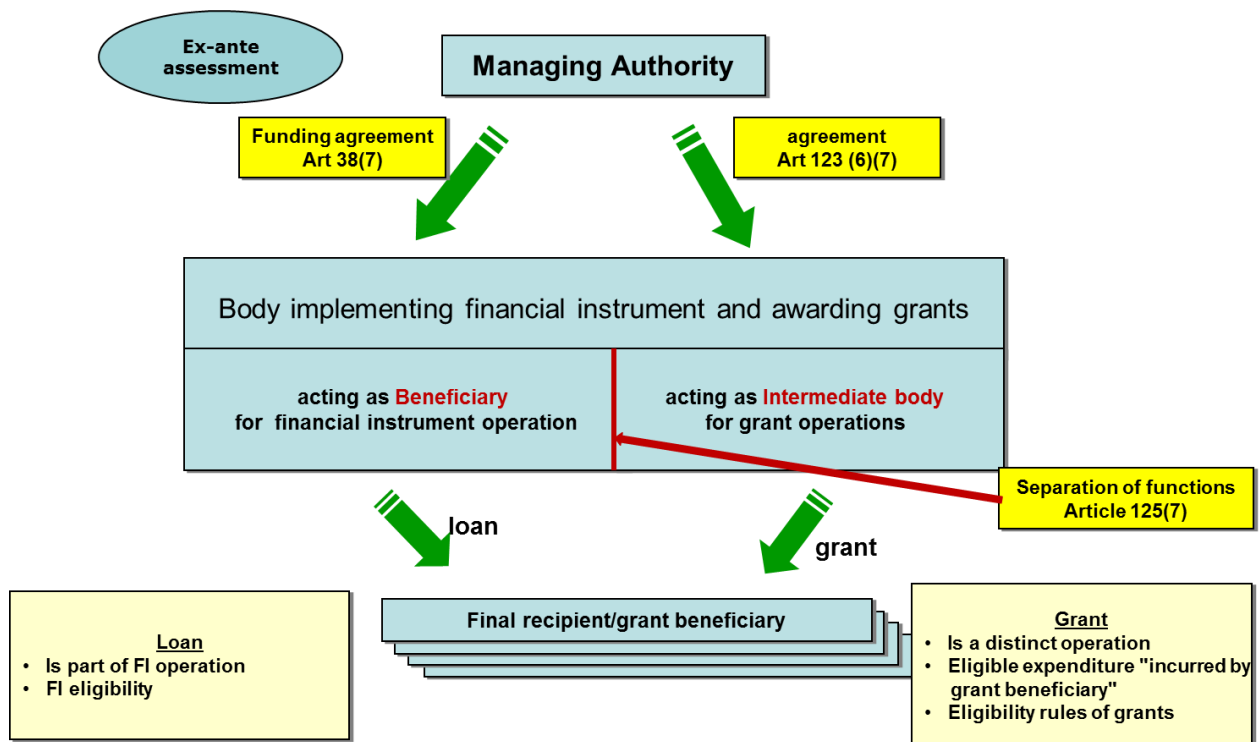 Ex-ante
assessment
Managing Authority
Funding agreement
Art 38(7)
agreement
Art 123 (6)(7)
Body implementing financial instrument and awarding grants
acting as Beneficiary
for financial instrument operation
acting as Intermediate body
for grant operations
Separation of functions
Article 125(7)
loan
grant
Final recipient/grant beneficiary
Loan
• Is part of FI operation
• FI eligibility
Grant
• Is a distinct operation
• Eligible expenditure "incurred by
grant beneficiary"
• Eligibility rules of grants